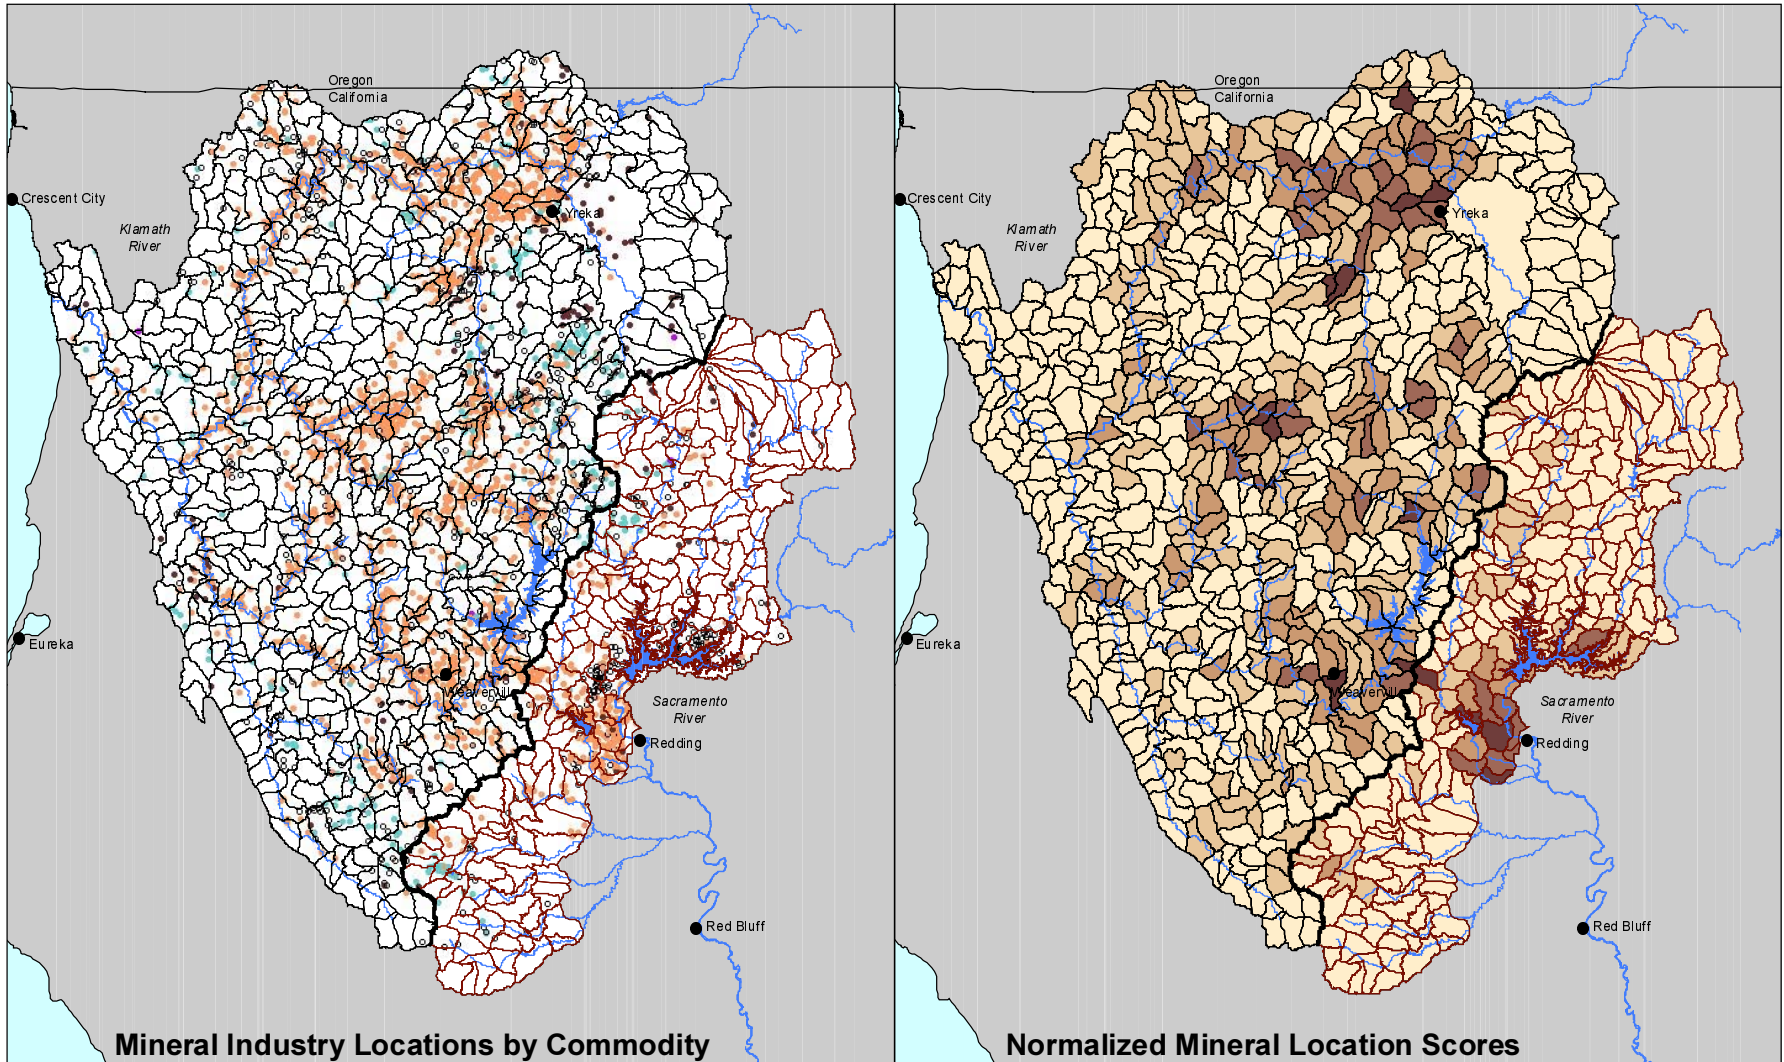 Oregon
California
Crescent City
Klamath
River
Yreka
Eureka
Weaverville
Sacramento
River
Redding
Red Bluff
Mineral Industry Locations by Commodity
Oregon
California
Crescent City
Klamath
River
Yreka
Eureka
Weaverville
Sacramento
River
Redding
Red Bluff
Normalized Mineral Location Scores